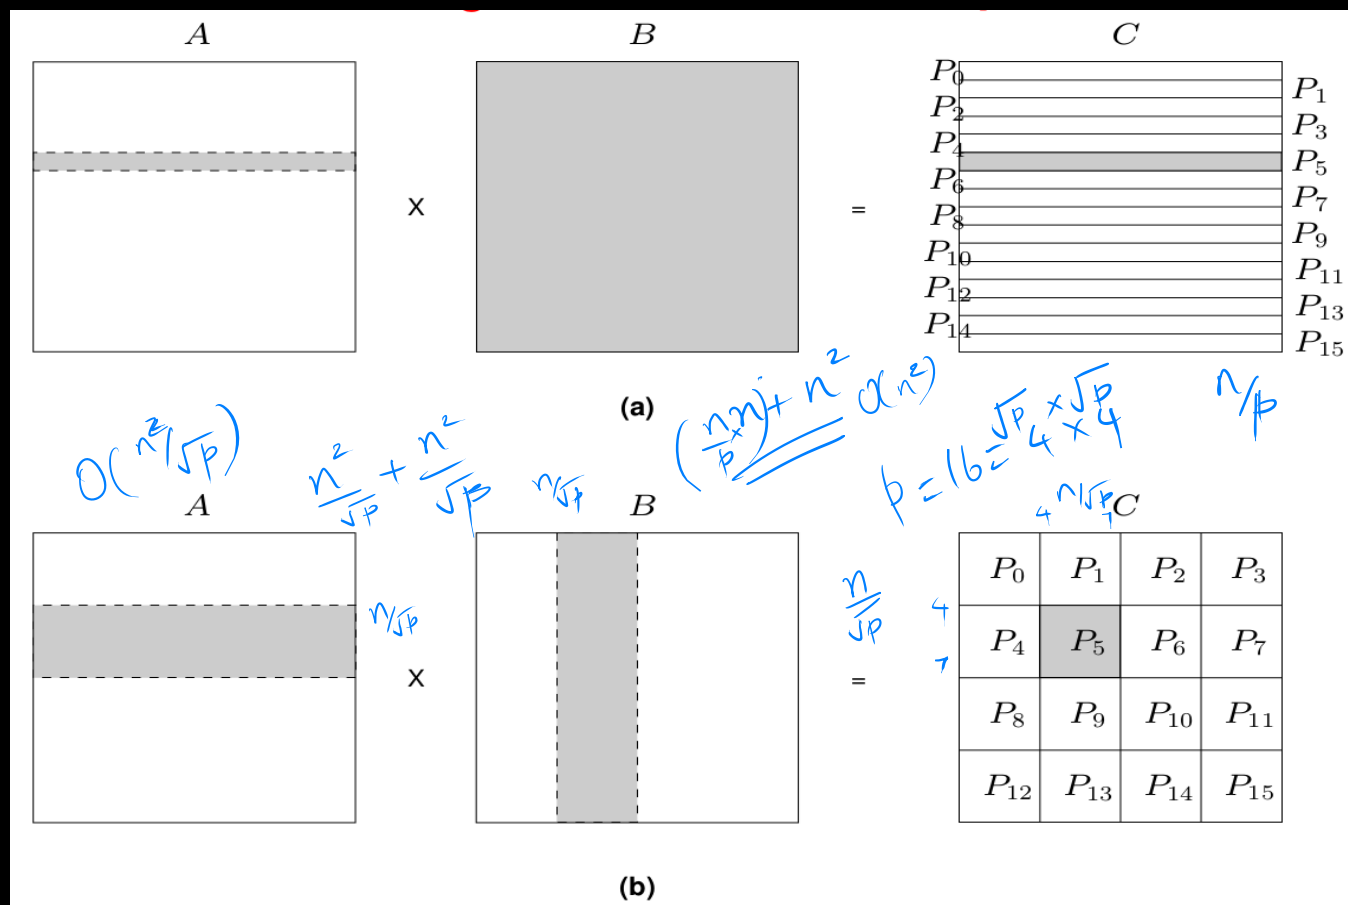 A
B
C
P0
P1
P2
P3
P4
P5
P6
P7
P8
P9
P10
P11
P12
P13
P14
P15
X
=
(a)
(n/p × n) + n² O(n²)
p = 16 = √p × √p
4 × 4
n/p
O(n²/√p)
n²/√p + n²/√p
n/√p
A
B
n/√p
C
4
n/√p
X
n/√p
=
4
P0 P1 P2 P3
P4 P5 P6 P7
P8 P9 P10 P11
P12 P13 P14 P15
(b)